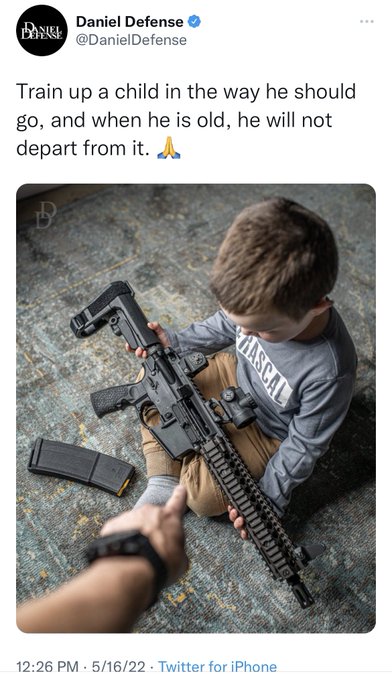 Daniel Defense
@DanielDefense
DANIEL
DEFENSE
Train up a child in the way he should
go, and when he is old, he will not
depart from it. 🙏
DD
RASCAL
12:26 PM · 5/16/22 · Twitter for iPhone